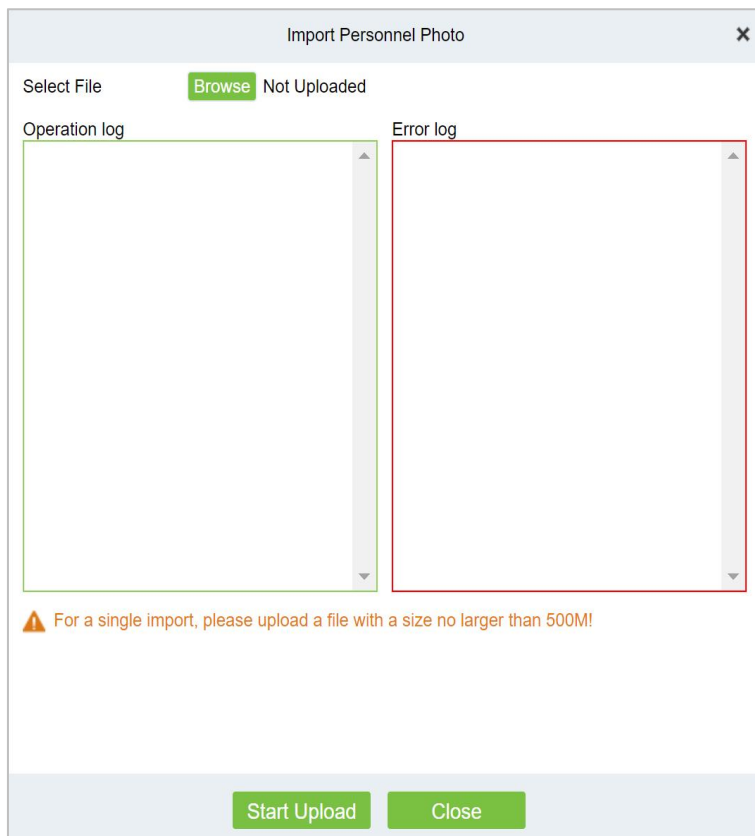 Import Personnel Photo
Select File Browse Not Uploaded
Operation log Error log
For a single import, please upload a file with a size no larger than 500M!
Start Upload Close